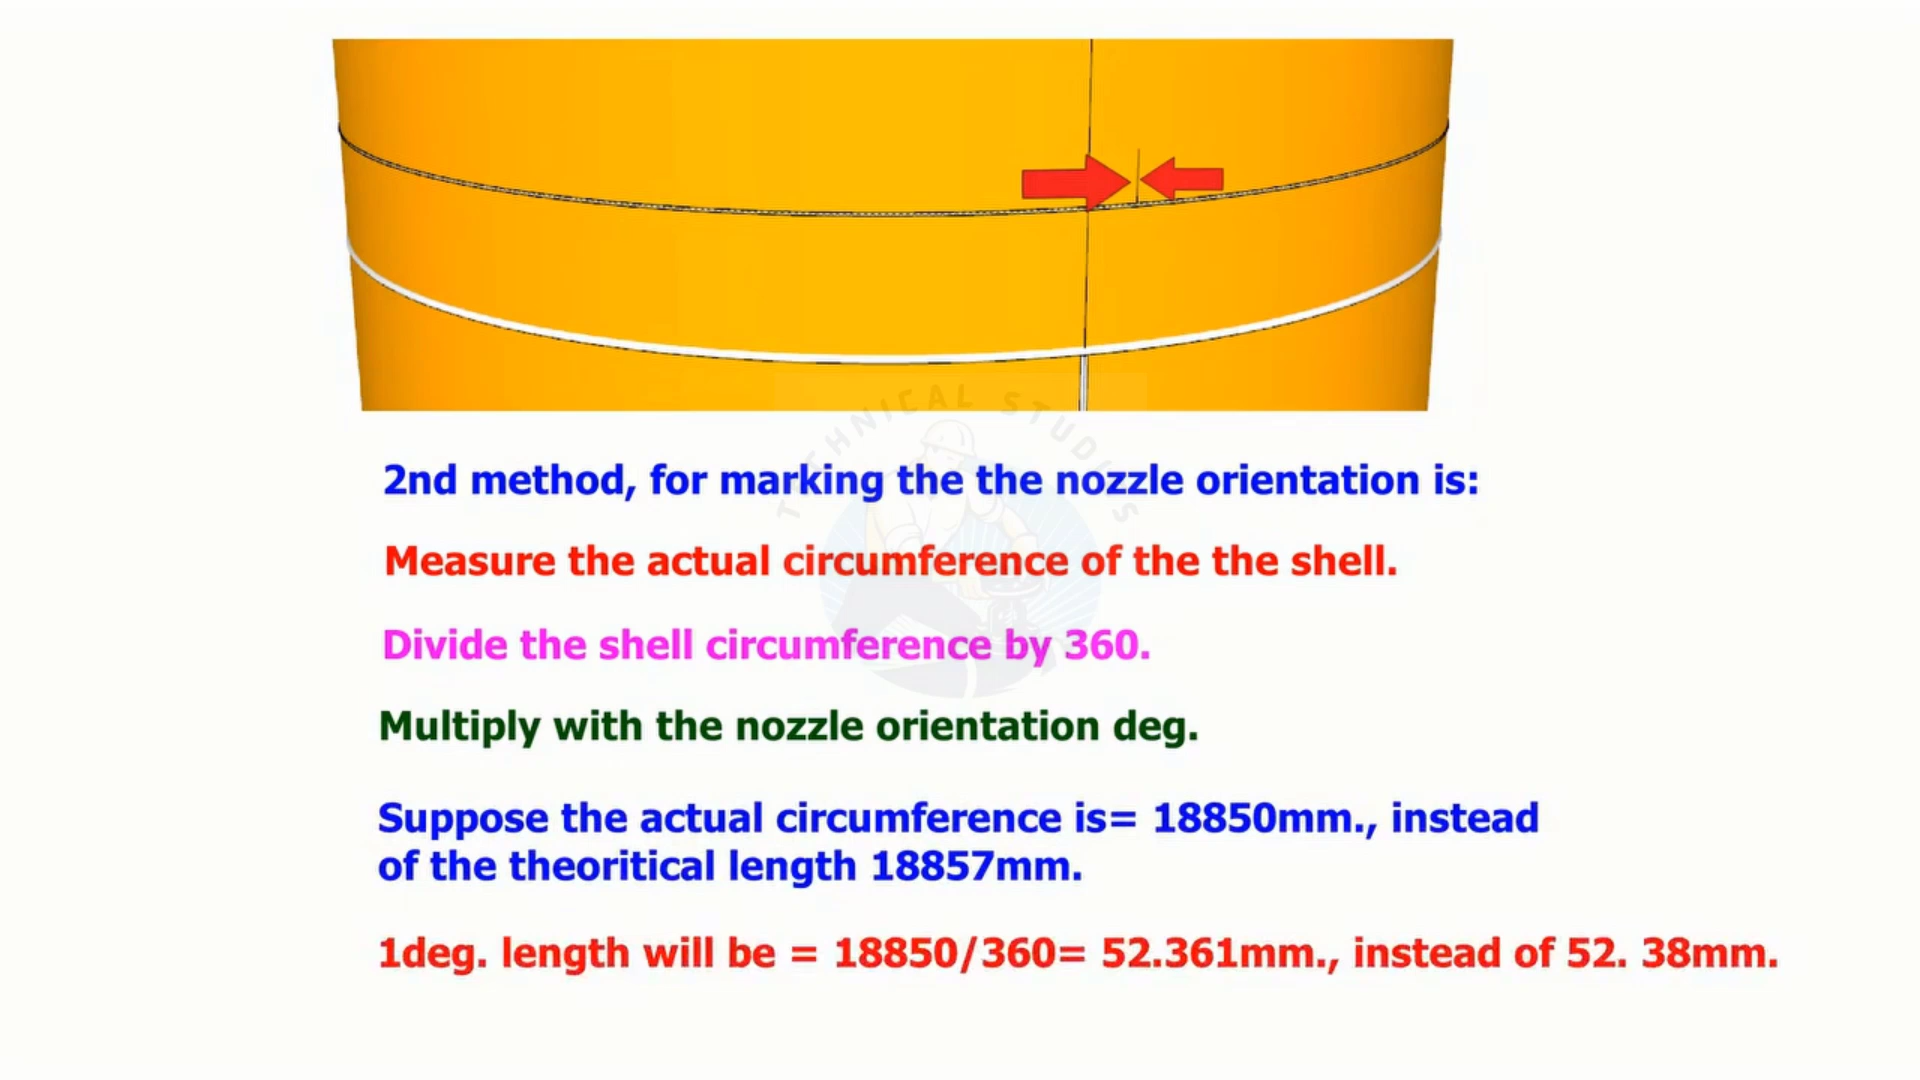 TECHNICAL STUDIES
2nd method, for marking the the nozzle orientation is:
Measure the actual circumference of the the shell.
Divide the shell circumference by 360.
Multiply with the nozzle orientation deg.
Suppose the actual circumference is= 18850mm., instead
of the theoritical length 18857mm.
1deg. length will be = 18850/360= 52.361mm., instead of 52. 38mm.